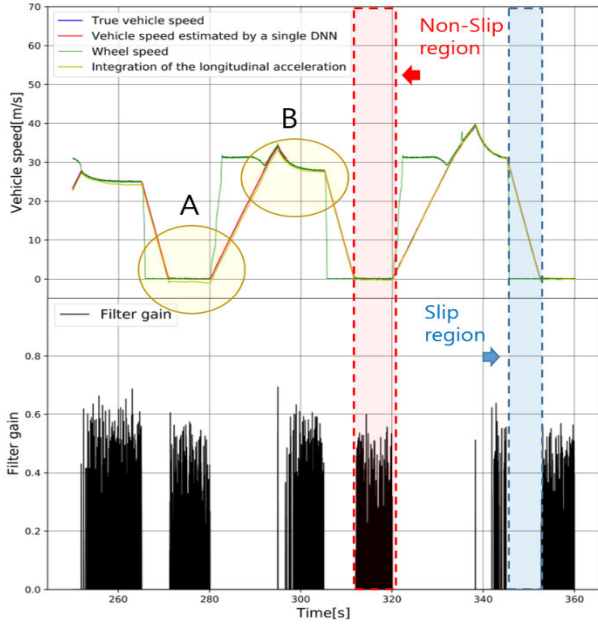 70
60
50
40
30
20
10
0
Vehicle speed[m/s]
True vehicle speed
Vehicle speed estimated by a single DNN
Wheel speed
Integration of the longitudinal acceleration
A
B
Non-Slip
region
Slip
region
Filter gain
0.8
0.6
0.4
0.2
0.0
Filter gain
260
280
300
320
340
360
Time[s]